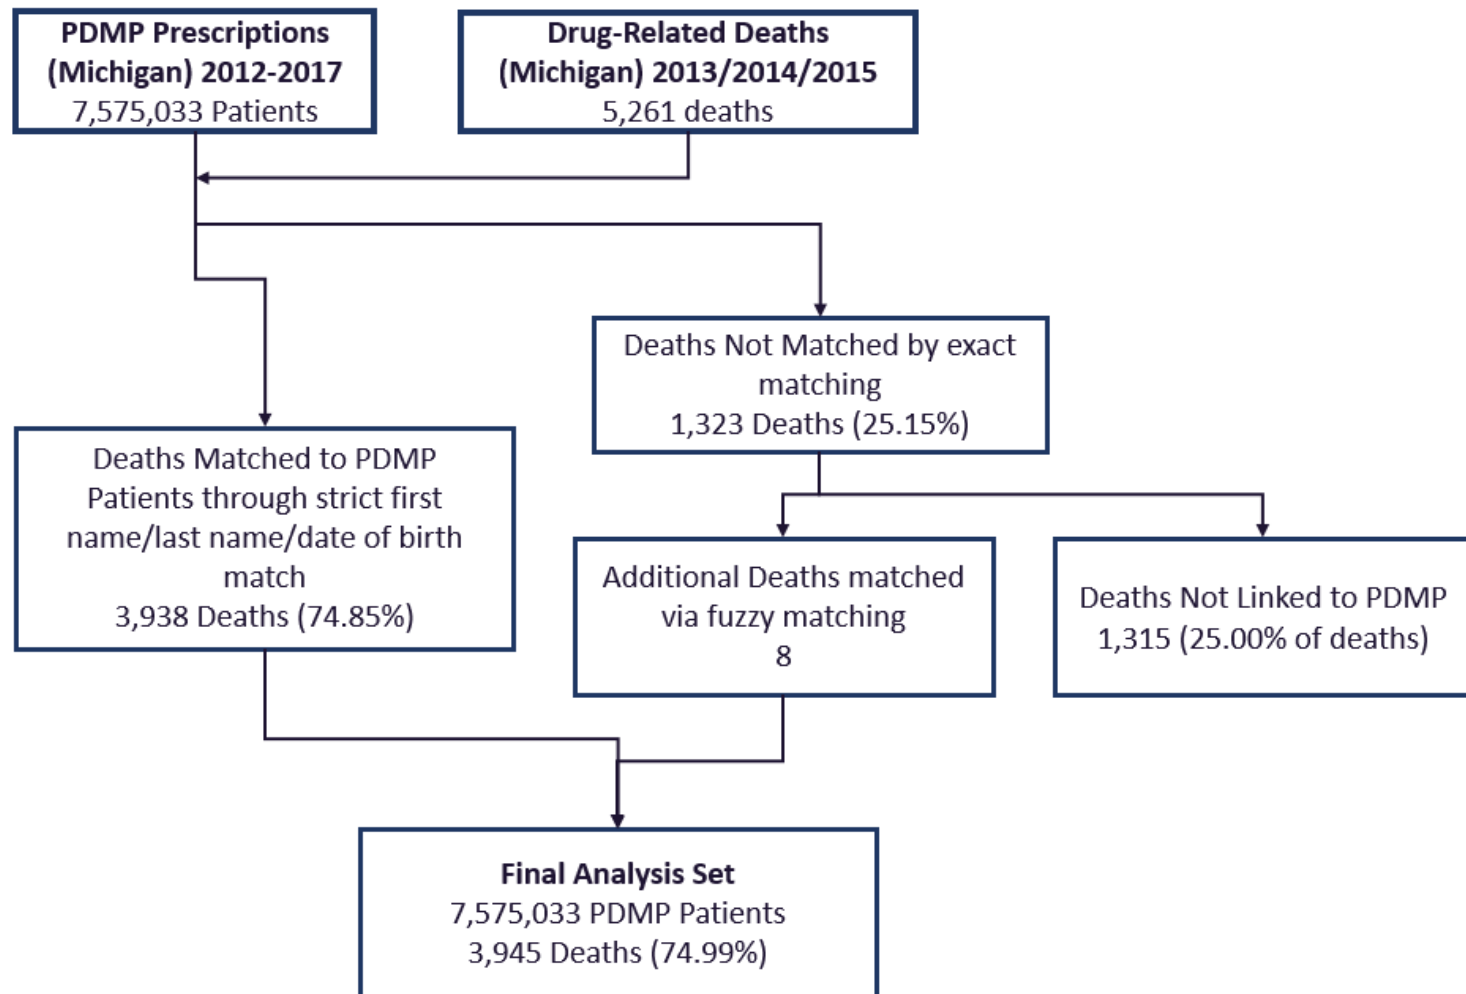 PDMP Prescriptions
(Michigan) 2012-2017
7,575,033 Patients
Drug-Related Deaths
(Michigan) 2013/2014/2015
5,261 deaths
Deaths Not Matched by exact
matching
1,323 Deaths (25.15%)
Deaths Matched to PDMP
Patients through strict first
name/last name/date of birth
match
3,938 Deaths (74.85%)
Additional Deaths matched
via fuzzy matching
8
Deaths Not Linked to PDMP
1,315 (25.00% of deaths)
Final Analysis Set
7,575,033 PDMP Patients
3,945 Deaths (74.99%)